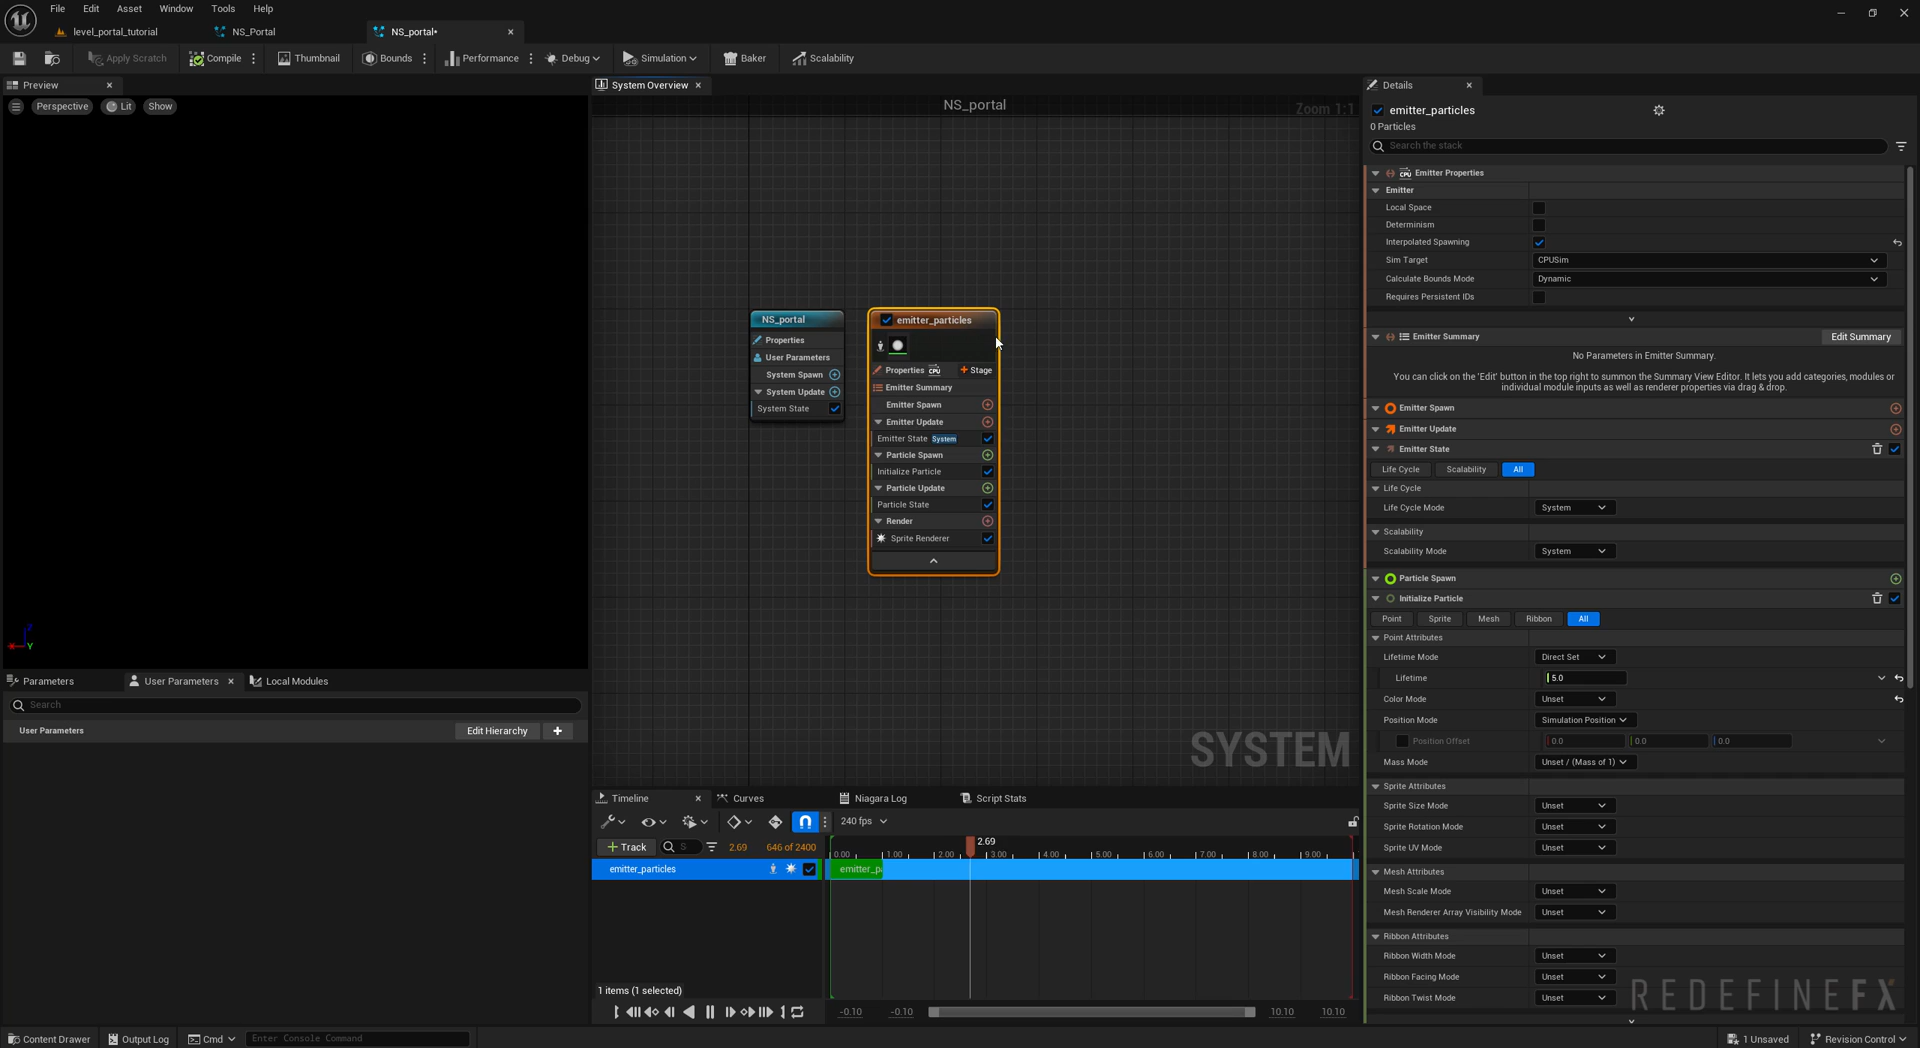 File Edit Asset Window Tools Help
level_portal_tutorial NS_Portal NS_portal*
Apply Scratch Compile Thumbnail Bounds Performance Debug Simulation Baker Scalability
Preview
Perspective Lit Show
Z
Y
Parameters User Parameters Local Modules
Search
User Parameters Edit Hierarchy
System Overview
NS_portal
Zoom 1:1
NS_portal
Properties
User Parameters
System Spawn
System Update
System State
emitter_particles
Properties CPU Stage
Emitter Summary
Emitter Spawn
Emitter Update
Emitter State System
Particle Spawn
Initialize Particle
Particle Update
Particle State
Render
Sprite Renderer
SYSTEM
Timeline Curves Niagara Log Script Stats
240 fps
+ Track S 2.69 646 of 2400
2.69
0.00 1.00 2.00 3.00 4.00 5.00 6.00 7.00 8.00 9.00
emitter_particles
emitter_p
1 items (1 selected)
-0.10 -0.10 10.10 10.10
Details
emitter_particles
0 Particles
Search the stack
CPU Emitter Properties
Emitter
Local Space
Determinism
Interpolated Spawning
Sim Target CPUSim
Calculate Bounds Mode Dynamic
Requires Persistent IDs
Emitter Summary Edit Summary
No Parameters in Emitter Summary.
You can click on the 'Edit' button in the top right to summon the Summary View Editor. It lets you add categories, modules or
individual module inputs as well as renderer properties via drag & drop.
Emitter Spawn
Emitter Update
Emitter State
Life Cycle Scalability All
Life Cycle
Life Cycle Mode System
Scalability
Scalability Mode System
Particle Spawn
Initialize Particle
Point Sprite Mesh Ribbon All
Point Attributes
Lifetime Mode Direct Set
Lifetime 5.0
Color Mode Unset
Position Mode Simulation Position
Position Offset 0.0 0.0 0.0
Mass Mode Unset / (Mass of 1)
Sprite Attributes
Sprite Size Mode Unset
Sprite Rotation Mode Unset
Sprite UV Mode Unset
Mesh Attributes
Mesh Scale Mode Unset
Mesh Renderer Array Visibility Mode Unset
Ribbon Attributes
Ribbon Width Mode Unset
Ribbon Facing Mode Unset
Ribbon Twist Mode Unset
REDEFINEFX
Content Drawer Output Log Cmd Enter Console Command 1 Unsaved Revision Control